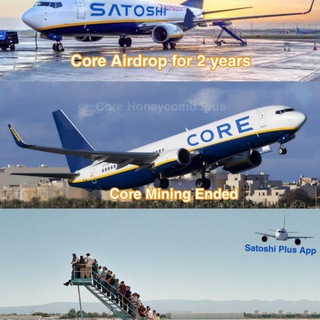 SATOSHI
Core Airdrop for 2 years
Core Honeycomb Plus
CORE
Core Mining Ended
Satoshi Plus App